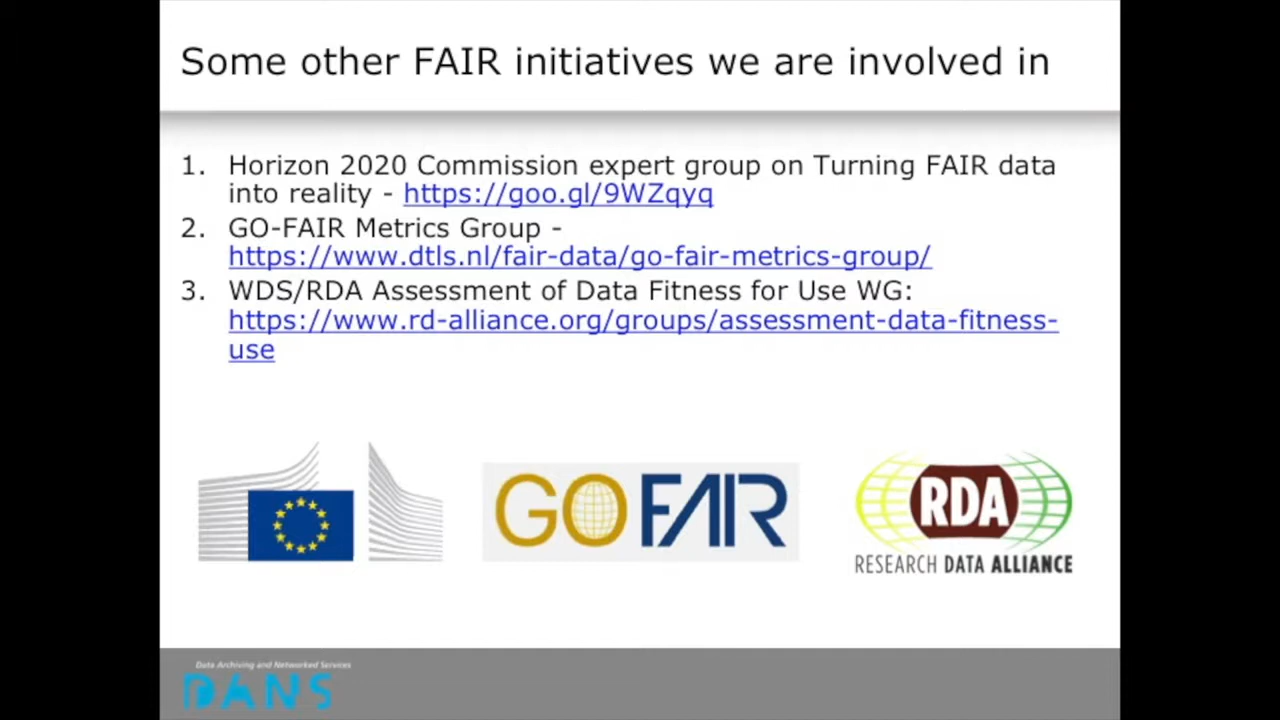 Some other FAIR initiatives we are involved in
1. Horizon 2020 Commission expert group on Turning FAIR data
into reality - https://goo.gl/9WZqyq
2. GO-FAIR Metrics Group -
https://www.dtls.nl/fair-data/go-fair-metrics-group/
3. WDS/RDA Assessment of Data Fitness for Use WG:
https://www.rd-alliance.org/groups/assessment-data-fitness-
use
GO FAIR
RDA
RESEARCH DATA ALLIANCE
Data Archiving and Networked Services
DANS